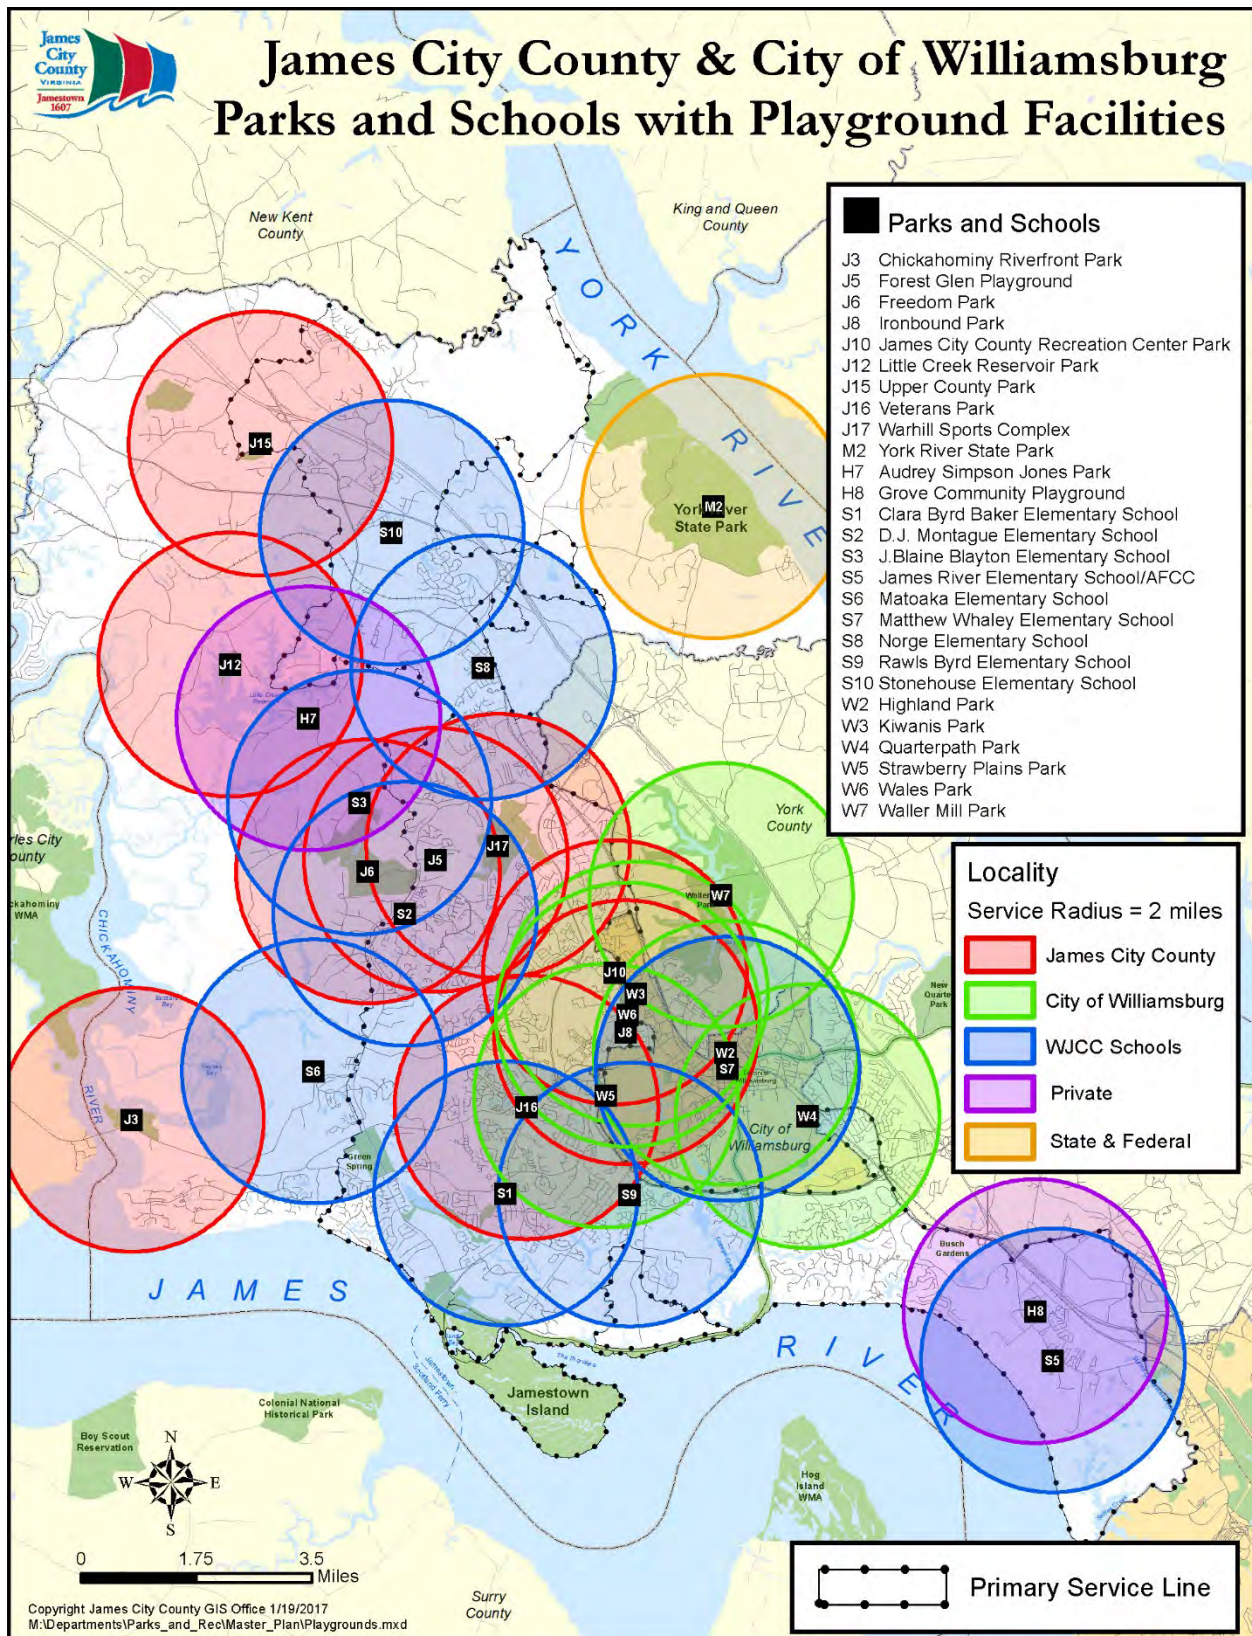 James
City
County
VIRGINIA
Jamestown
1607
James City County & City of Williamsburg
Parks and Schools with Playground Facilities
New Kent
County
King and Queen
County
YORK RIVER
Parks and Schools
J3 Chickahominy Riverfront Park
J5 Forest Glen Playground
J6 Freedom Park
J8 Ironbound Park
J10 James City County Recreation Center Park
J12 Little Creek Reservoir Park
J15 Upper County Park
J16 Veterans Park
J17 Warhill Sports Complex
M2 York River State Park
H7 Audrey Simpson Jones Park
H8 Grove Community Playground
S1 Clara Byrd Baker Elementary School
S2 D.J. Montague Elementary School
S3 J.Blaine Blayton Elementary School
S5 James River Elementary School/AFCC
S6 Matoaka Elementary School
S7 Matthew Whaley Elementary School
S8 Norge Elementary School
S9 Rawls Byrd Elementary School
S10 Stonehouse Elementary School
W2 Highland Park
W3 Kiwanis Park
W4 Quarterpath Park
W5 Strawberry Plains Park
W6 Wales Park
W7 Waller Mill Park
J15
S10
M2
State Park
J12
S8
H7
S3
J17
J5
J6
S2
York
County
W7
rles City
ounty
ickahominy
WMA
CHICKAHOMINY
RIVER
J10
W3
W6
J8
W2
S7
New
Quarte
Park
S6
J3
W5
J16
W4
City of
Williamsburg
Green
Spring
S1
S9
Busch
Gardens
H8
S5
JAMES
RIVER
Jamestown
Island
Colonial National
Historical Park
Boy Scout
Reservation
Hog
Island
WMA
Surry
County
Locality
Service Radius = 2 miles
James City County
City of Williamsburg
WJCC Schools
Private
State & Federal
N
W E
S
0 1.75 3.5
Miles
Copyright James City County GIS Office 1/19/2017
M:\Departments\Parks_and_Rec\Master_Plan\Playgrounds.mxd
Primary Service Line